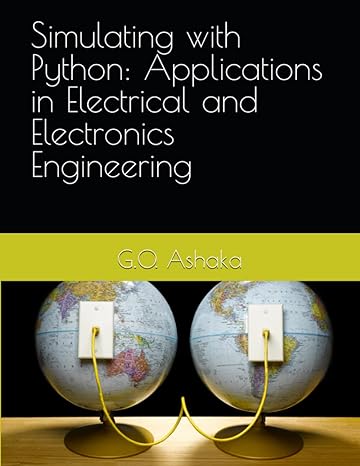 Simulating with
Python: Applications
in Electrical and
Electronics
Engineering
G.O. Ashaka